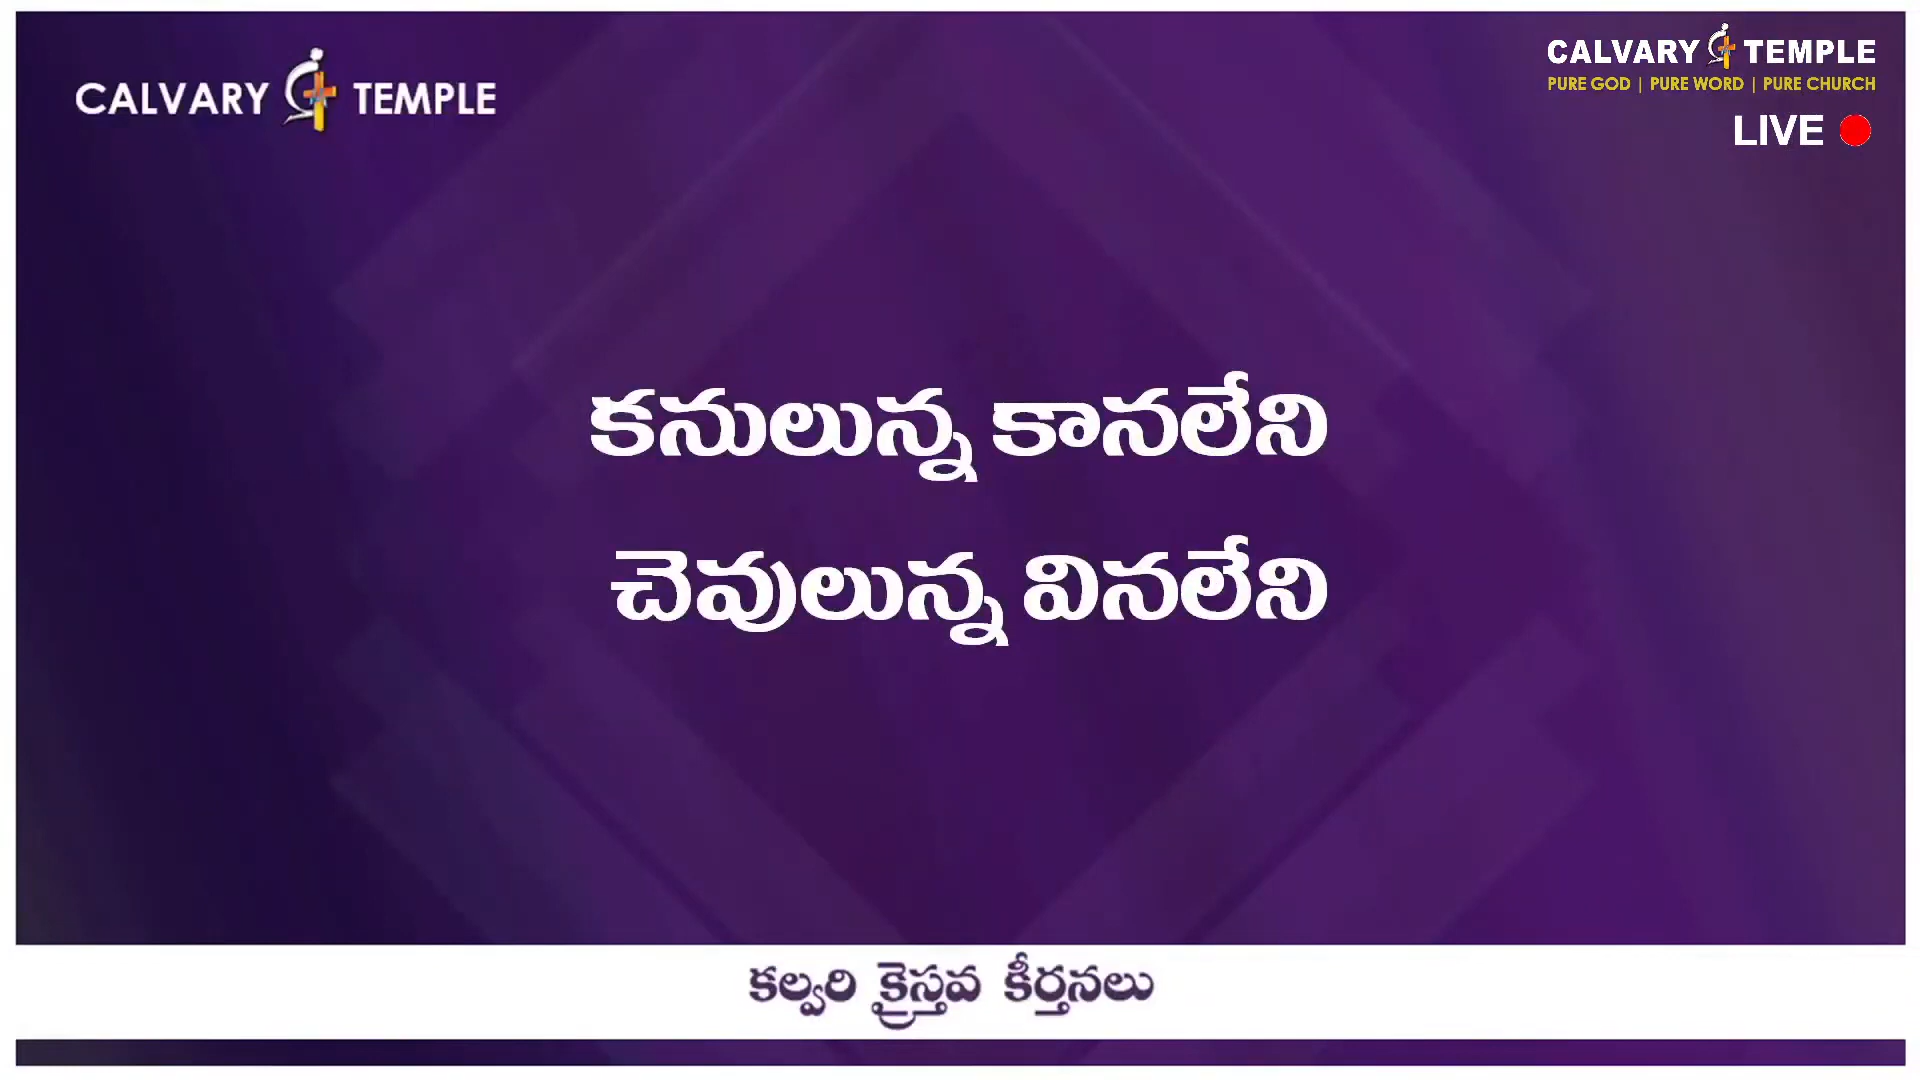 CALVARY TEMPLE
CALVARY TEMPLE
PURE GOD | PURE WORD | PURE CHURCH
LIVE
కనులున్న కానలేని
చెవులున్న వినలేని
కల్వరి క్రైస్తవ కీర్తనలు